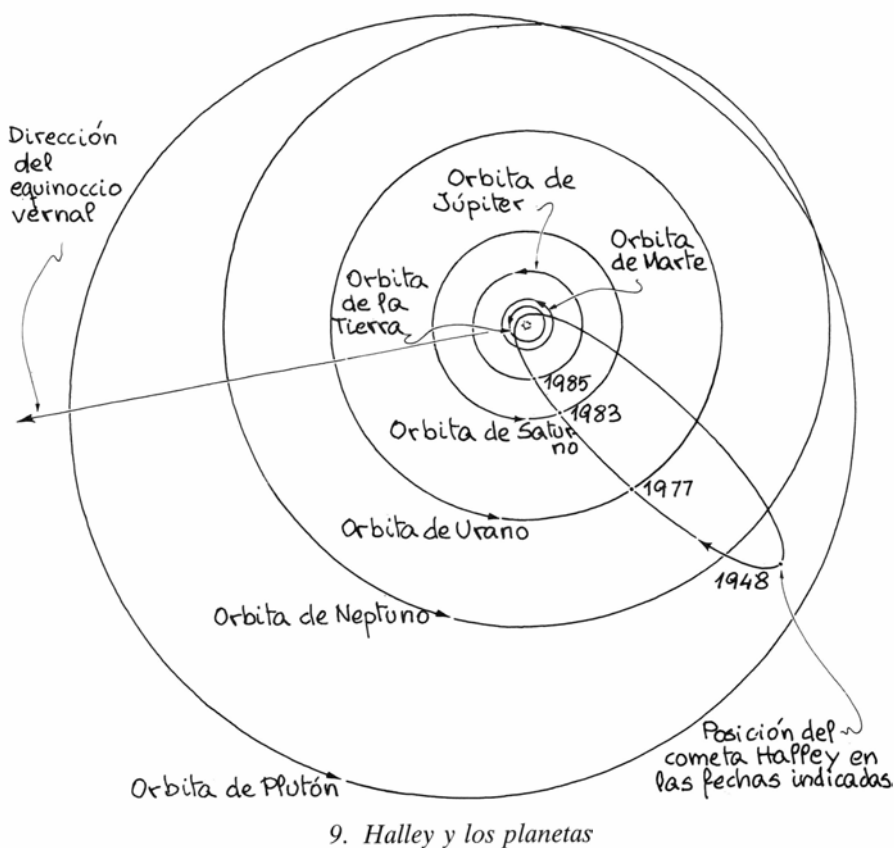 Dirección
del
equinoccio
vernal
Orbita de
Júpiter
Orbita
de Marte
Orbita
de la
Tierra
1985
1983
Orbita de Satur
no
1977
Orbita de Urano
1948
Orbita de Neptuno
Posición del
cometa Halley en
las fechas indicadas.
Orbita de Plutón
9. Halley y los planetas